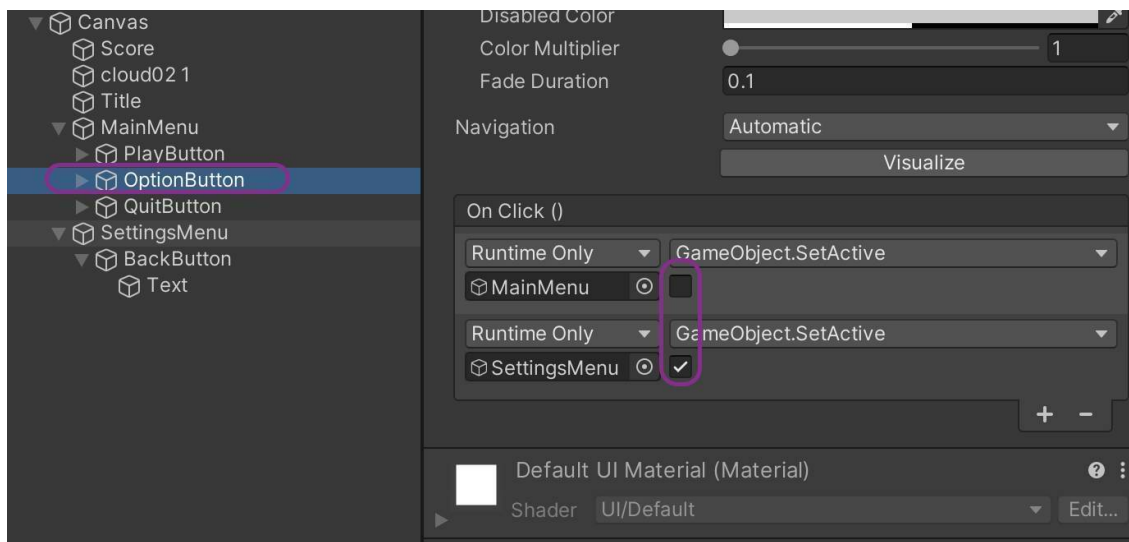 Canvas
Score
cloud02 1
Title
MainMenu
PlayButton
OptionButton
QuitButton
SettingsMenu
BackButton
Text
Disabled Color
Color Multiplier 1
Fade Duration 0.1
Navigation Automatic
Visualize
On Click ()
Runtime Only GameObject.SetActive
MainMenu
Runtime Only GameObject.SetActive
SettingsMenu
+ -
Default UI Material (Material)
Shader UI/Default Edit...